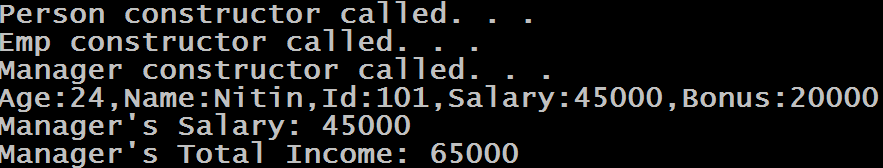 Person constructor called. . .
Emp constructor called. . .
Manager constructor called. . .
Age:24,Name:Nitin,Id:101,Salary:45000,Bonus:20000
Manager's Salary: 45000
Manager's Total Income: 65000